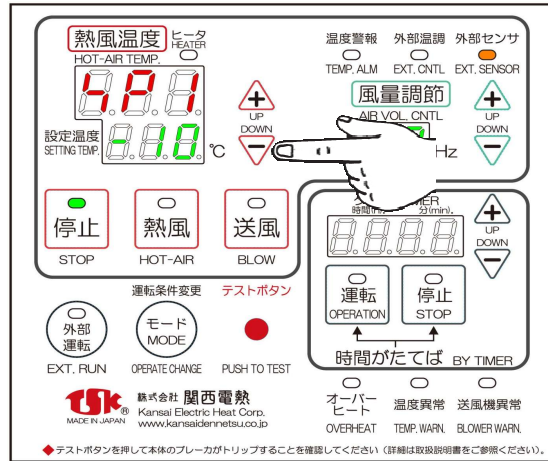 熱風温度 ヒータ
HEATER
HOT-AIR TEMP.
SP1
設定温度
SETTING TEMP.
-10 ℃
UP
DOWN
温度警報 外部温調 外部センサ
TEMP. ALM EXT. CNTL EXT. SENSOR
風量調節
AIR VOL. CNTL
Hz
UP
DOWN
停止 熱風 送風
STOP HOT-AIR BLOW
時間(H). 分(min).
UP
DOWN
運転 停止
OPERATION STOP
時間がたてば BY TIMER
運転条件変更 テストボタン
外部
運転
モード
MODE
EXT. RUN OPERATE CHANGE PUSH TO TEST
オーバー
ヒート
温度異常 送風機異常
OVERHEAT TEMP. WARN. BLOWER WARN.
tsk ®
MADE IN JAPAN
株式会社 関西電熱
Kansai Electric Heat Corp.
www.kansaidennetsu.co.jp
◆テストボタンを押して本体のブレーカがトリップすることを確認してください（詳細は取扱説明書をご参照ください）。